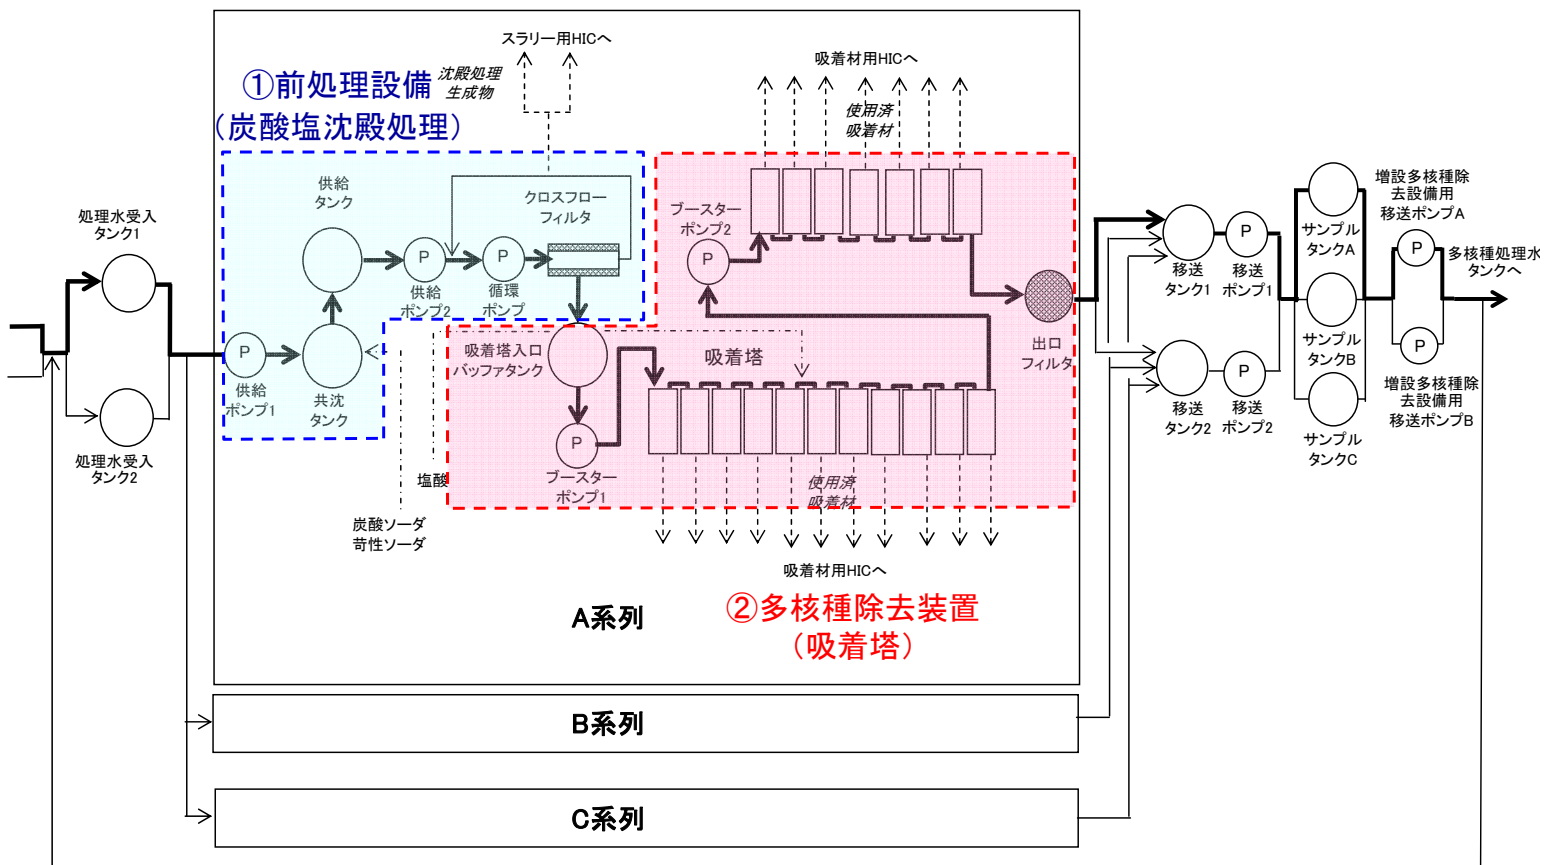 スラリー用HICへ
沈殿処理
生成物
①前処理設備
(炭酸塩沈殿処理)
吸着材用HICへ
使用済
吸着材
処理水受入
タンク1
処理水受入
タンク2
供給
タンク
クロスフロー
フィルタ
P
供給
ポンプ2
P
循環
ポンプ
P
供給
ポンプ1
共沈
タンク
ブースター
ポンプ2
P
吸着塔入口
バッファタンク
吸着塔
出口
フィルタ
P
ブースター
ポンプ1
塩酸
炭酸ソーダ
苛性ソーダ
使用済
吸着材
吸着材用HICへ
②多核種除去装置
(吸着塔)
A系列
B系列
C系列
移送
タンク1
P
移送
ポンプ1
移送
タンク2
P
移送
ポンプ2
サンプル
タンクA
サンプル
タンクB
サンプル
タンクC
増設多核種除
去設備用
移送ポンプA
P
P
増設多核種除
去設備用
移送ポンプB
多核種処理水
タンクへ